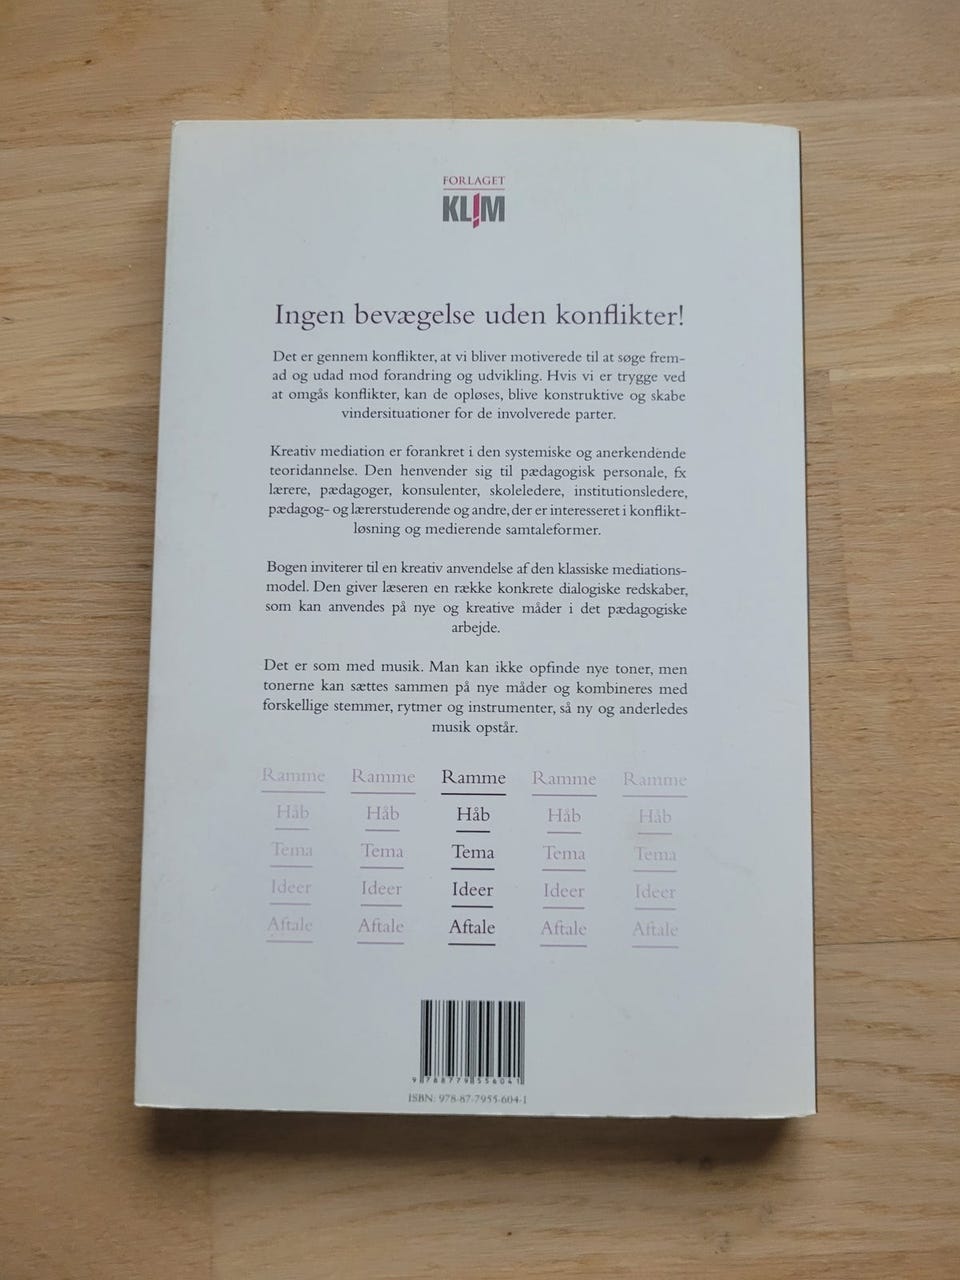 FORLAGET
KL!M
Ingen bevægelse uden konflikter!
Det er gennem konflikter, at vi bliver motiverede til at søge frem-
ad og udad mod forandring og udvikling. Hvis vi er trygge ved
at omgås konflikter, kan de opløses, blive konstruktive og skabe
vindersituationer for de involverede parter.
Kreativ mediation er forankret i den systemiske og anerkendende
teoridannelse. Den henvender sig til pædagogisk personale, fx
lærere, pædagoger, konsulenter, skoleledere, institutionsledere,
pædagog- og lærerstuderende og andre, der er interesseret i konflikt-
løsning og medierende samtaleformer.
Bogen inviterer til en kreativ anvendelse af den klassiske mediations-
model. Den giver læseren en række konkrete dialogiske redskaber,
som kan anvendes på nye og kreative måder i det pædagogiske
arbejde.
Det er som med musik. Man kan ikke opfinde nye toner, men
tonerne kan sættes sammen på nye måder og kombineres med
forskellige stemmer, rytmer og instrumenter, så ny og anderledes
musik opstår.
Ramme Ramme Ramme Ramme Ramme
Håb Håb Håb Håb Håb
Tema Tema Tema Tema Tema
Ideer Ideer Ideer Ideer Ideer
Aftale Aftale Aftale Aftale Aftale
9 788779 556041
ISBN: 978-87-7955-604-1